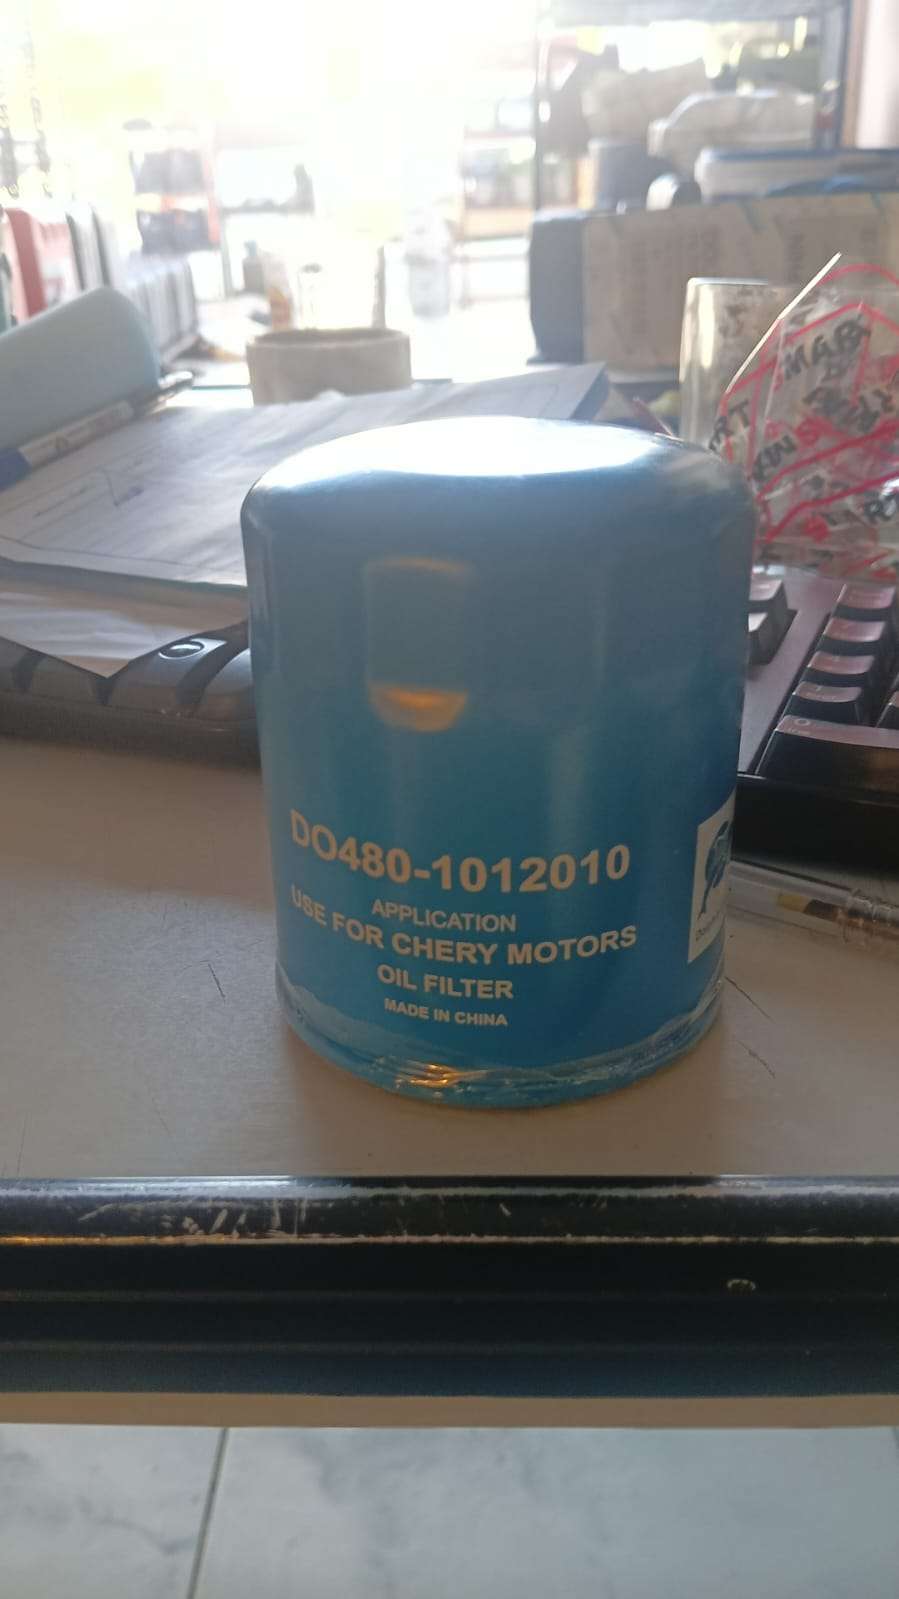 DO480-1012010
APPLICATION
USE FOR CHERY MOTORS
OIL FILTER
MADE IN CHINA